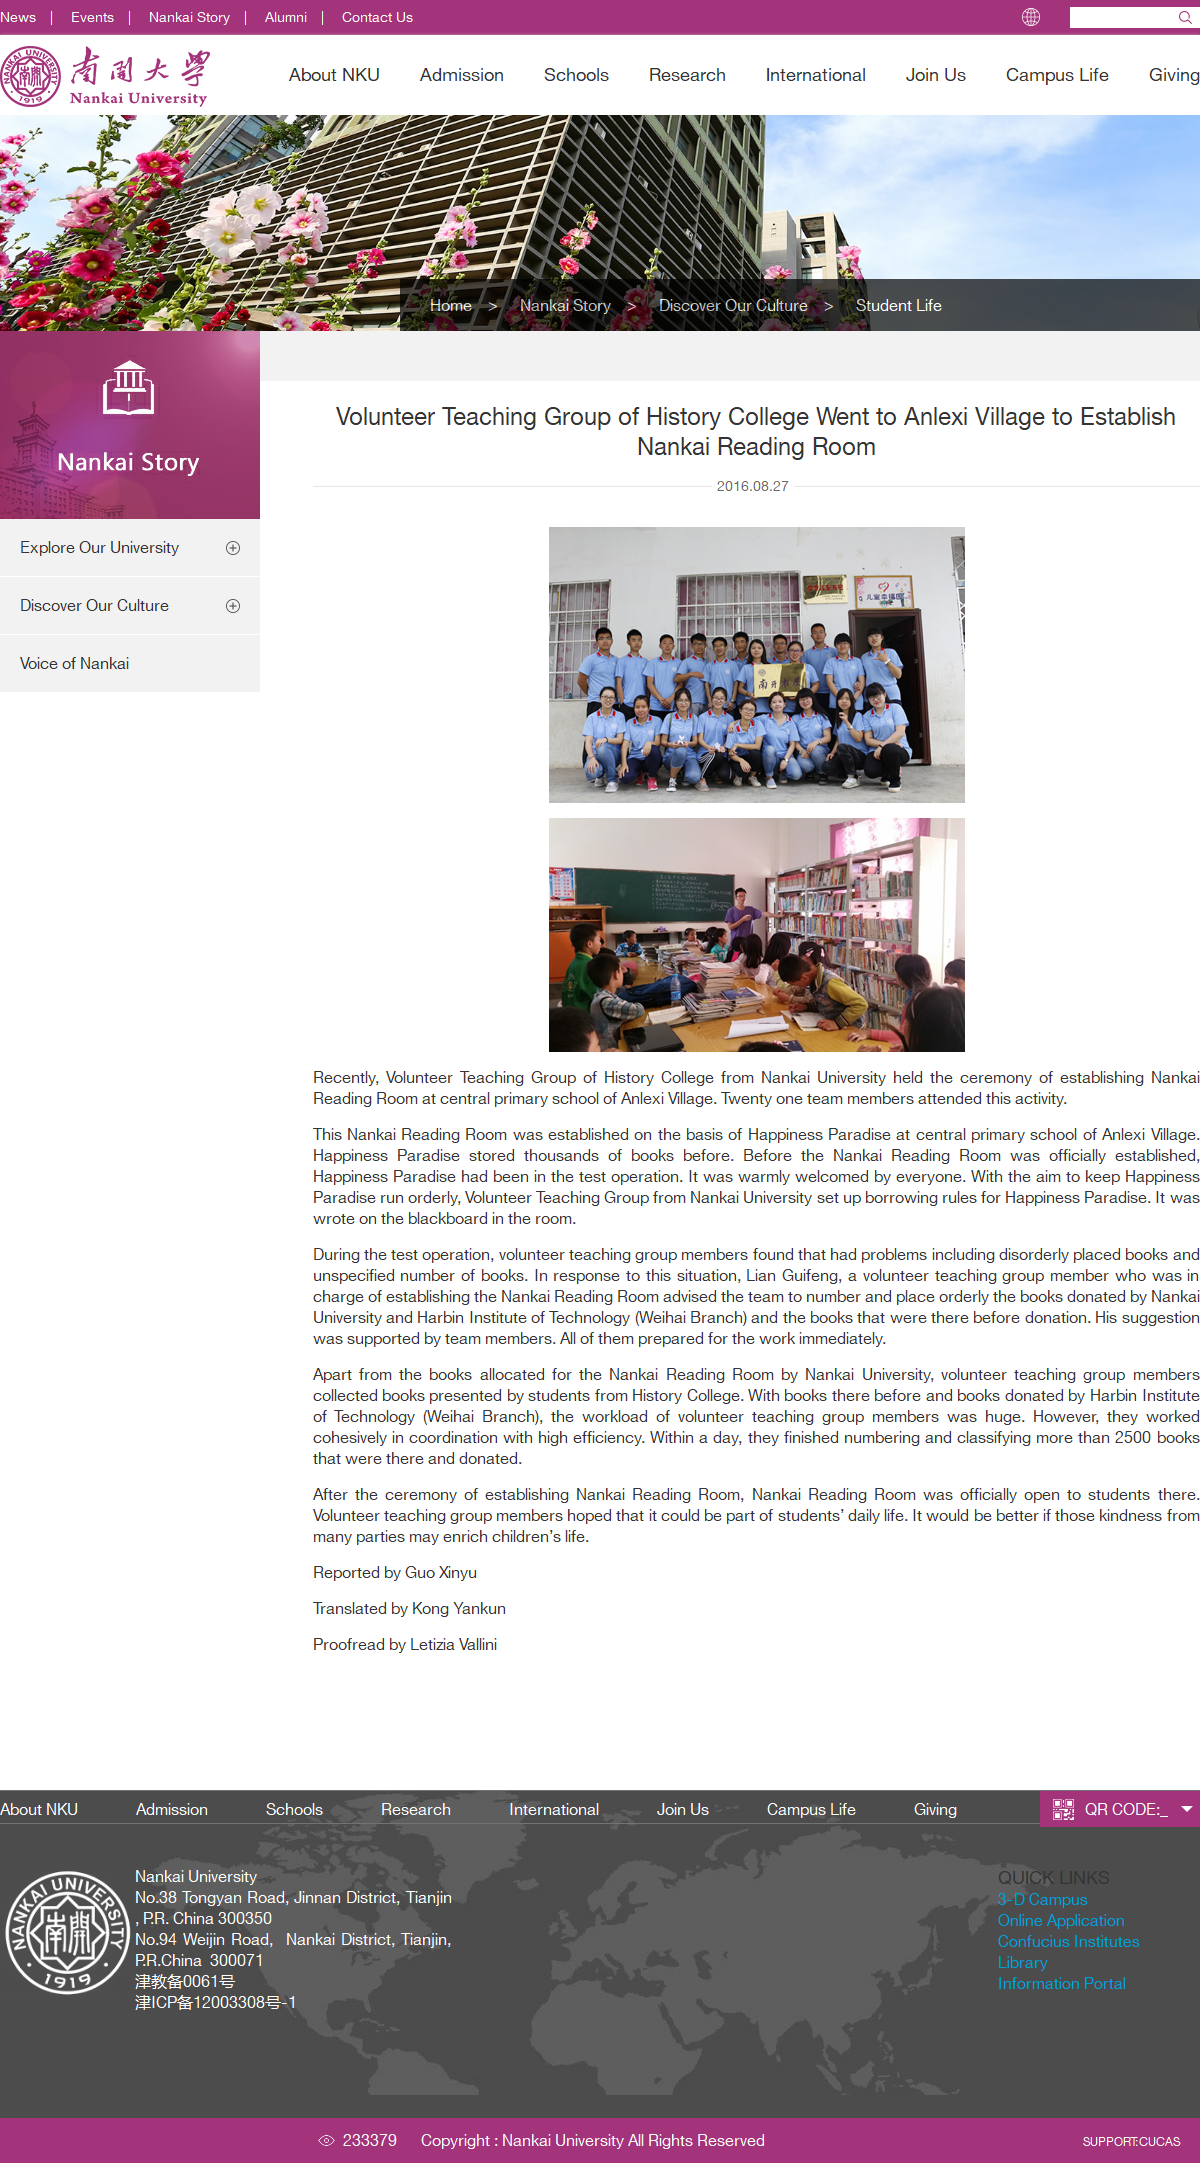 News | Events | Nankai Story | Alumni | Contact Us
NANKAI UNIVERSITY
1919
南開大學
Nankai University
About NKU Admission Schools Research International Join Us Campus Life Giving
Home > Nankai Story > Discover Our Culture > Student Life
Nankai Story
Explore Our University
Discover Our Culture
Voice of Nankai
Volunteer Teaching Group of History College Went to Anlexi Village to Establish
Nankai Reading Room
2016.08.27
儿童幸福园
南开书屋
Recently, Volunteer Teaching Group of History College from Nankai University held the ceremony of establishing Nankai
Reading Room at central primary school of Anlexi Village. Twenty one team members attended this activity.
This Nankai Reading Room was established on the basis of Happiness Paradise at central primary school of Anlexi Village.
Happiness Paradise stored thousands of books before. Before the Nankai Reading Room was officially established,
Happiness Paradise had been in the test operation. It was warmly welcomed by everyone. With the aim to keep Happiness
Paradise run orderly, Volunteer Teaching Group from Nankai University set up borrowing rules for Happiness Paradise. It was
wrote on the blackboard in the room.
During the test operation, volunteer teaching group members found that had problems including disorderly placed books and
unspecified number of books. In response to this situation, Lian Guifeng, a volunteer teaching group member who was in
charge of establishing the Nankai Reading Room advised the team to number and place orderly the books donated by Nankai
University and Harbin Institute of Technology (Weihai Branch) and the books that were there before donation. His suggestion
was supported by team members. All of them prepared for the work immediately.
Apart from the books allocated for the Nankai Reading Room by Nankai University, volunteer teaching group members
collected books presented by students from History College. With books there before and books donated by Harbin Institute
of Technology (Weihai Branch), the workload of volunteer teaching group members was huge. However, they worked
cohesively in coordination with high efficiency. Within a day, they finished numbering and classifying more than 2500 books
that were there and donated.
After the ceremony of establishing Nankai Reading Room, Nankai Reading Room was officially open to students there.
Volunteer teaching group members hoped that it could be part of students’ daily life. It would be better if those kindness from
many parties may enrich children’s life.
Reported by Guo Xinyu
Translated by Kong Yankun
Proofread by Letizia Vallini
About NKU Admission Schools Research International Join Us Campus Life Giving
QR CODE:_
NANKAI UNIVERSITY
南開
1919
Nankai University
No.38 Tongyan Road, Jinnan District, Tianjin
, P.R. China 300350
No.94 Weijin Road, Nankai District, Tianjin,
P.R.China 300071
津教备0061号
津ICP备12003308号-1
QUICK LINKS
3-D Campus
Online Application
Confucius Institutes
Library
Information Portal
233379 Copyright : Nankai University All Rights Reserved
SUPPORT:CUCAS